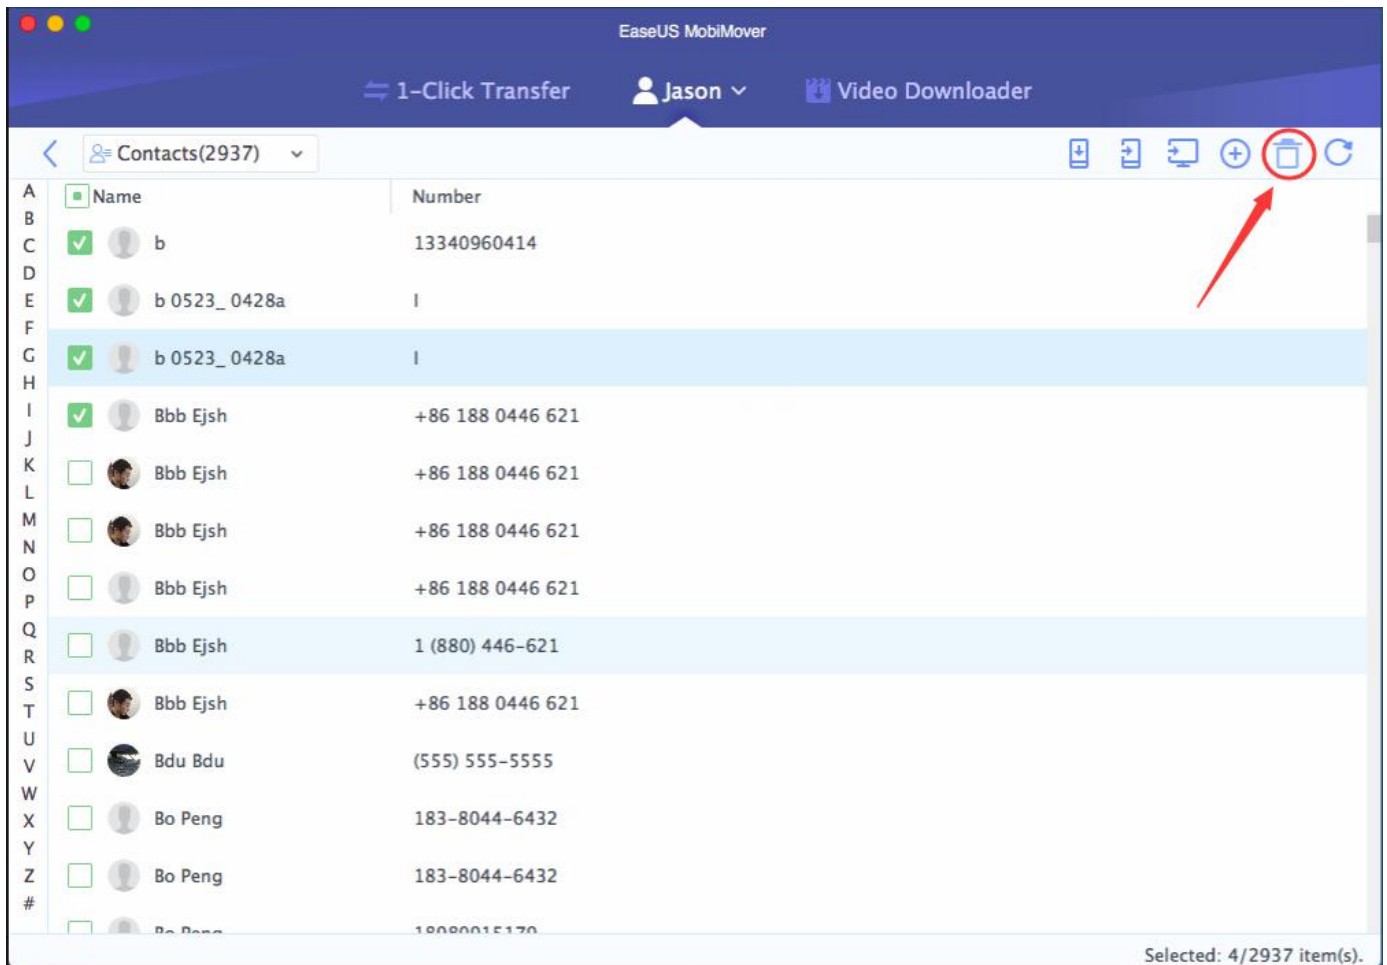 EaseUS MobiMover
1-Click Transfer Jason Video Downloader
Contacts(2937)
Name Number
b 13340960414
b 0523_ 0428a l
b 0523_ 0428a l
Bbb Ejsh +86 188 0446 621
Bbb Ejsh +86 188 0446 621
Bbb Ejsh +86 188 0446 621
Bbb Ejsh +86 188 0446 621
Bbb Ejsh 1 (880) 446-621
Bbb Ejsh +86 188 0446 621
Bdu Bdu (555) 555-5555
Bo Peng 183-8044-6432
Bo Peng 183-8044-6432
Bo Peng
A
B
C
D
E
F
G
H
I
J
K
L
M
N
O
P
Q
R
S
T
U
V
W
X
Y
Z
#
Selected: 4/2937 item(s).